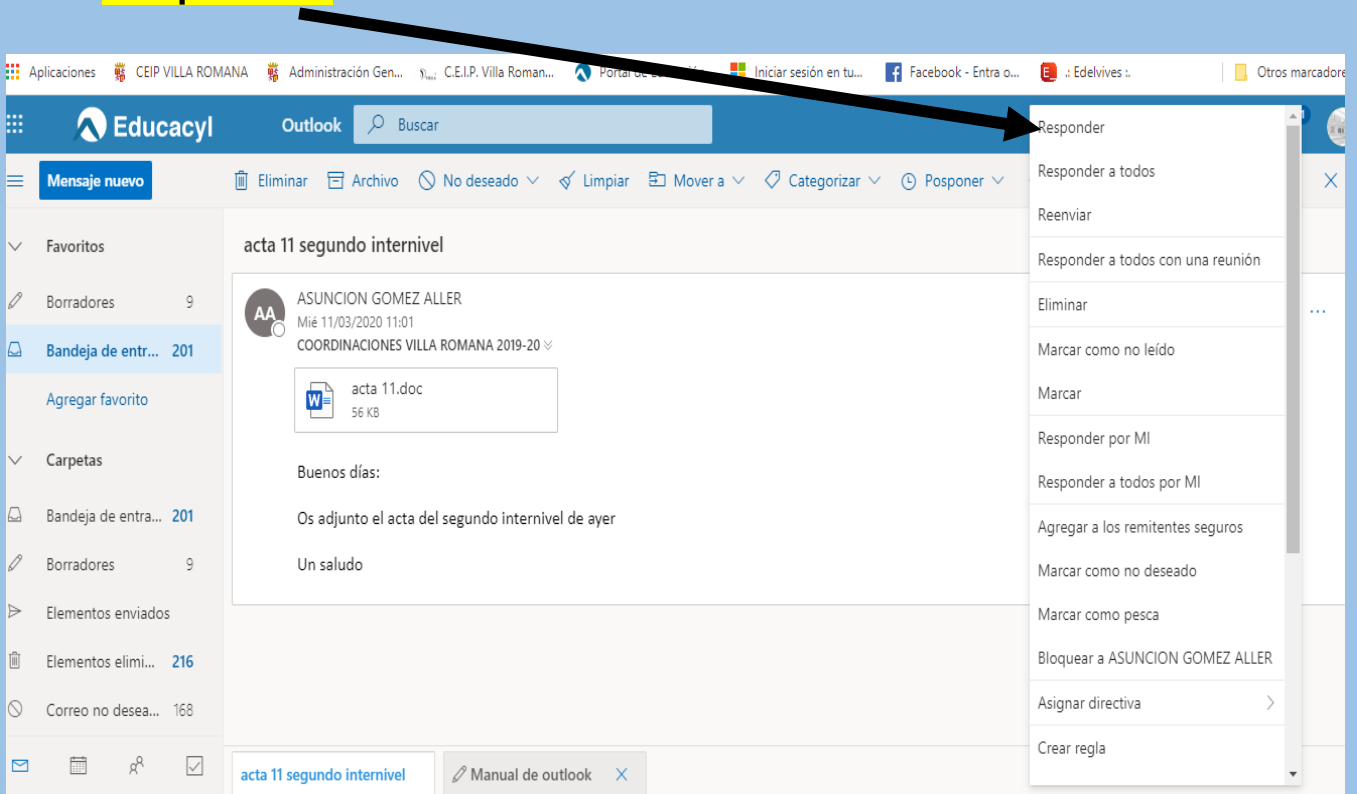 Aplicaciones CEIP VILLA ROMANA Administración Gen... C.E.I.P. Villa Roman... Portal de Iniciar sesión en tu... Facebook - Entra o... .: Edelvives :. Otros marcadore
Educacyl Outlook Buscar
Mensaje nuevo Eliminar Archivo No deseado Limpiar Mover a Categorizar Posponer
Favoritos
Borradores 9
Bandeja de entr... 201
Agregar favorito
Carpetas
Bandeja de entra... 201
Borradores 9
Elementos enviados
Elementos elimi... 216
Correo no desea... 168
acta 11 segundo internivel
AA
ASUNCION GOMEZ ALLER
Mié 11/03/2020 11:01
COORDINACIONES VILLA ROMANA 2019-20
acta 11.doc
56 KB
Buenos días:
Os adjunto el acta del segundo internivel de ayer
Un saludo
acta 11 segundo internivel Manual de outlook
Responder
Responder a todos
Reenviar
Responder a todos con una reunión
Eliminar
Marcar como no leído
Marcar
Responder por MI
Responder a todos por MI
Agregar a los remitentes seguros
Marcar como no deseado
Marcar como pesca
Bloquear a ASUNCION GOMEZ ALLER
Asignar directiva
Crear regla